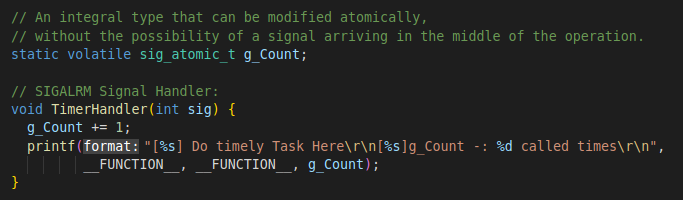 // An integral type that can be modified atomically,
// without the possibility of a signal arriving in the middle of the operation.
static volatile sig_atomic_t g_Count;
// SIGALRM Signal Handler:
void TimerHandler(int sig) {
g_Count += 1;
printf(format: "[%s] Do timely Task Here\r\n[%s]g_Count -: %d called times\r\n",
__FUNCTION__, __FUNCTION__, g_Count);
}